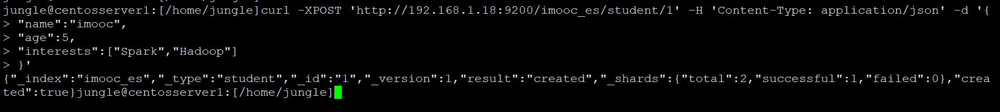 jungle@centosserver1:[/home/jungle]curl -XPOST 'http://192.168.1.18:9200/imooc_es/student/1' -H 'Content-Type: application/json' -d '{
> "name":"imooc",
> "age":5,
> "interests":["Spark","Hadoop"]
> }'
{"_index":"imooc_es","_type":"student","_id":"1","_version":1,"result":"created","_shards":{"total":2,"successful":1,"failed":0},"crea
ted":true}jungle@centosserver1:[/home/jungle]